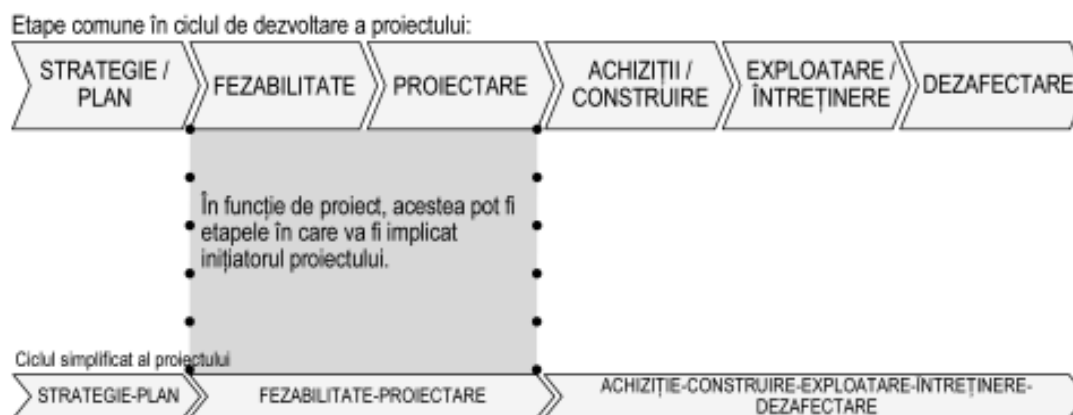 Etape comune în ciclul de dezvoltare a proiectului:
STRATEGIE /
PLAN
FEZABILITATE
PROIECTARE
ACHIZIȚII /
CONSTRUIRE
EXPLOATARE /
ÎNTREȚINERE
DEZAFECTARE
În funcție de proiect, acestea pot fi
etapele în care va fi implicat
inițiatorul proiectului.
Ciclul simplificat al proiectului
STRATEGIE-PLAN
FEZABILITATE-PROIECTARE
ACHIZIȚIE-CONSTRUIRE-EXPLOATARE-ÎNTREȚINERE-
DEZAFECTARE